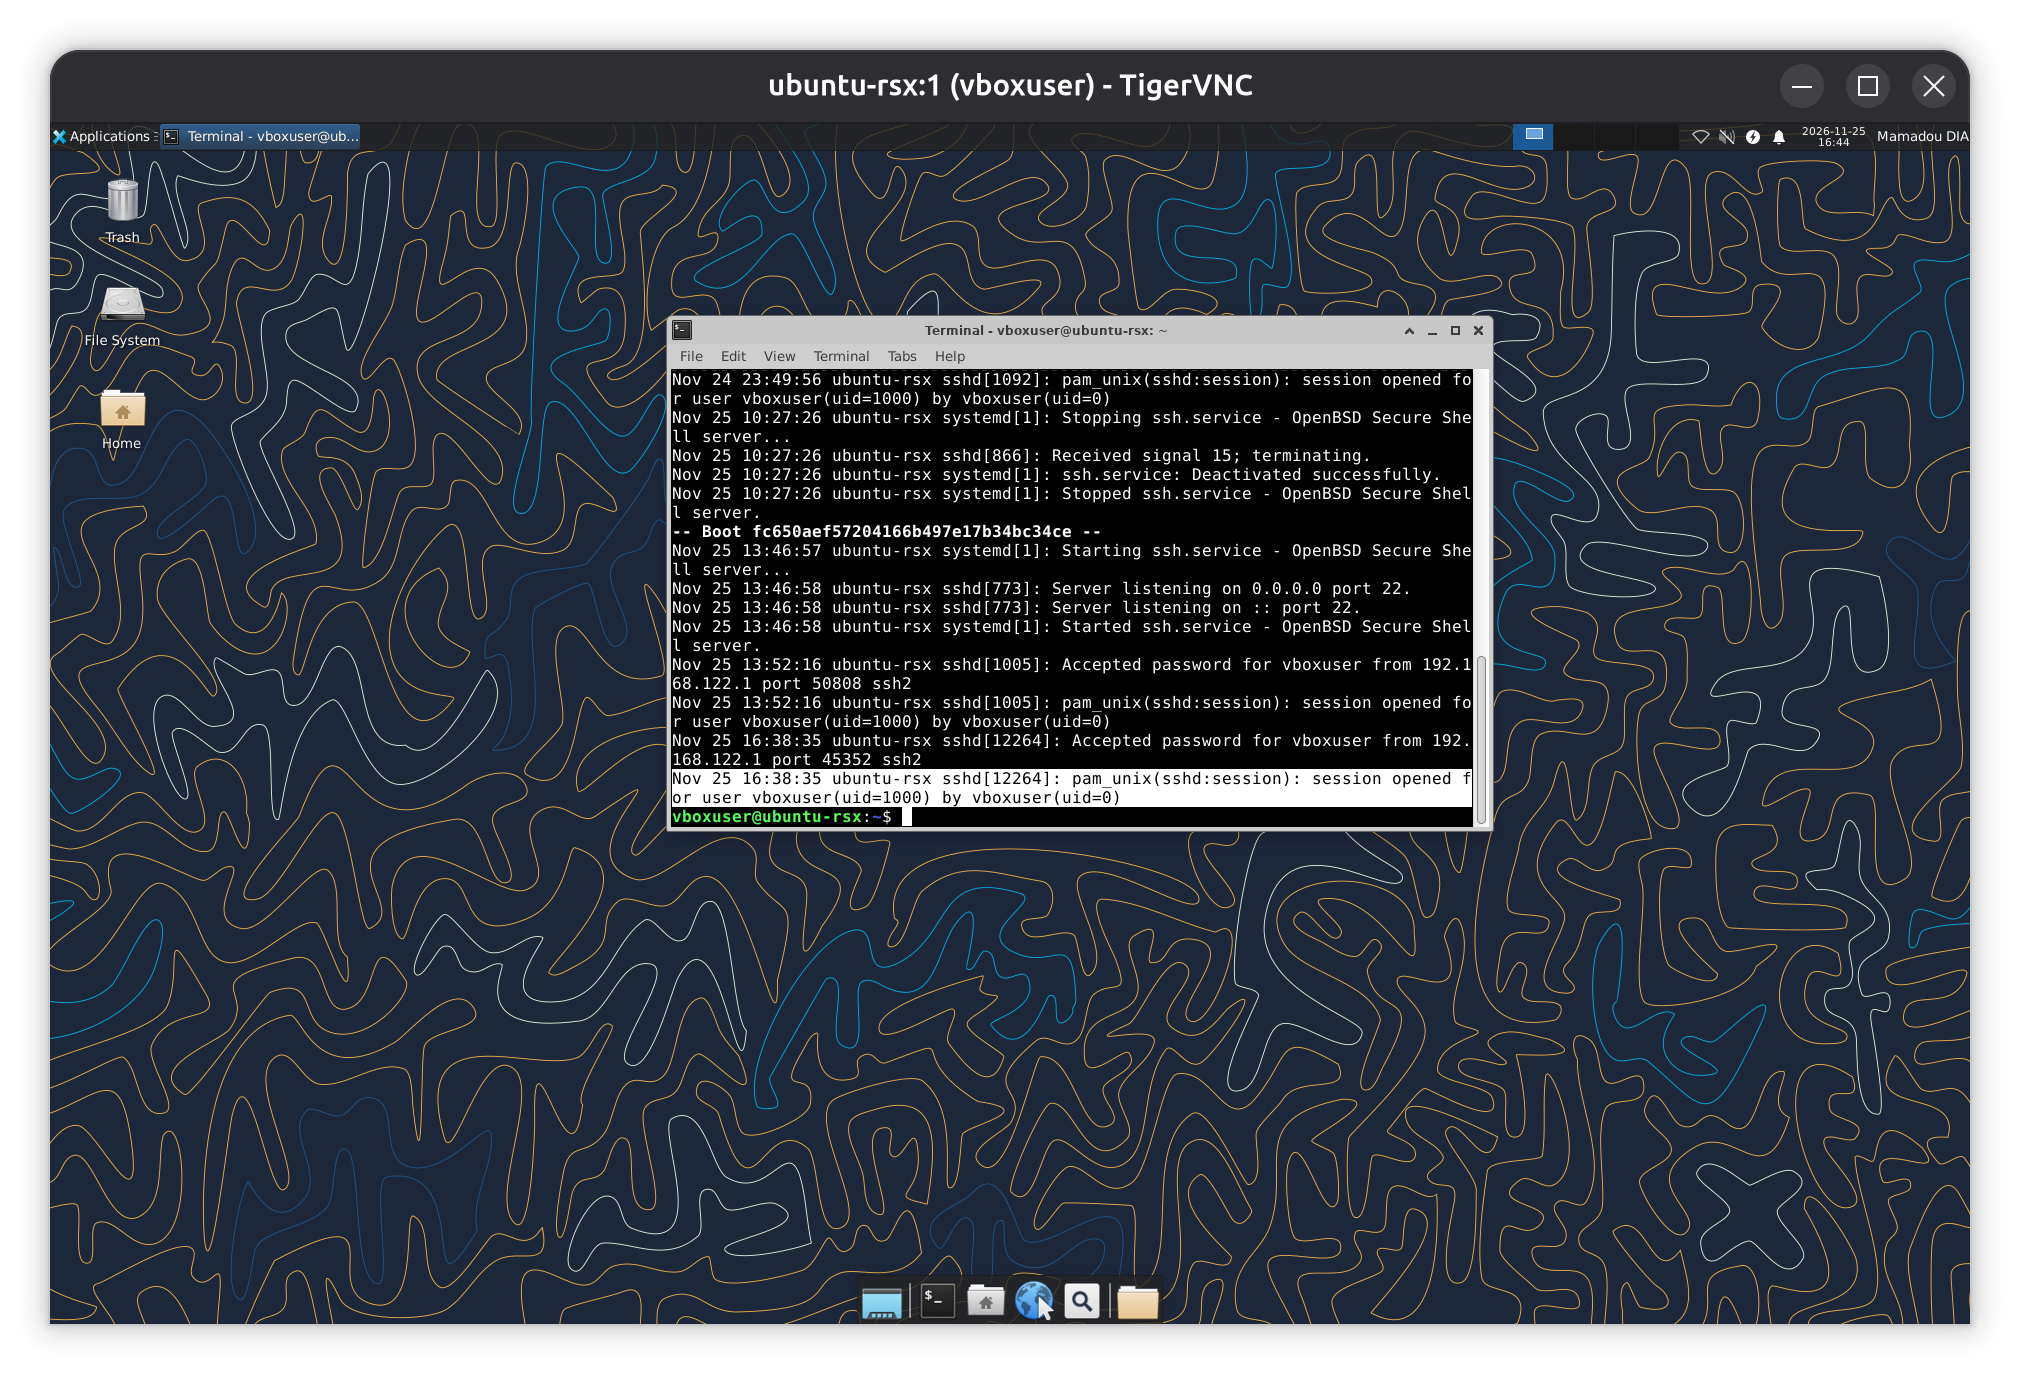 ubuntu-rsx:1 (vboxuser) - TigerVNC
Applications
Terminal - vboxuser@ub...
2026-11-25
16:44
Mamadou DIA
Trash
File System
Home
Terminal - vboxuser@ubuntu-rsx: ~
File Edit View Terminal Tabs Help
Nov 24 23:49:56 ubuntu-rsx sshd[1092]: pam_unix(sshd:session): session opened fo
r user vboxuser(uid=1000) by vboxuser(uid=0)
Nov 25 10:27:26 ubuntu-rsx systemd[1]: Stopping ssh.service - OpenBSD Secure She
ll server...
Nov 25 10:27:26 ubuntu-rsx sshd[866]: Received signal 15; terminating.
Nov 25 10:27:26 ubuntu-rsx systemd[1]: ssh.service: Deactivated successfully.
Nov 25 10:27:26 ubuntu-rsx systemd[1]: Stopped ssh.service - OpenBSD Secure Shel
l server.
-- Boot fc650aef57204166b497e17b34bc34ce --
Nov 25 13:46:57 ubuntu-rsx systemd[1]: Starting ssh.service - OpenBSD Secure She
ll server...
Nov 25 13:46:58 ubuntu-rsx sshd[773]: Server listening on 0.0.0.0 port 22.
Nov 25 13:46:58 ubuntu-rsx sshd[773]: Server listening on :: port 22.
Nov 25 13:46:58 ubuntu-rsx systemd[1]: Started ssh.service - OpenBSD Secure Shel
l server.
Nov 25 13:52:16 ubuntu-rsx sshd[1005]: Accepted password for vboxuser from 192.1
68.122.1 port 50808 ssh2
Nov 25 13:52:16 ubuntu-rsx sshd[1005]: pam_unix(sshd:session): session opened fo
r user vboxuser(uid=1000) by vboxuser(uid=0)
Nov 25 16:38:35 ubuntu-rsx sshd[12264]: Accepted password for vboxuser from 192.
168.122.1 port 45352 ssh2
Nov 25 16:38:35 ubuntu-rsx sshd[12264]: pam_unix(sshd:session): session opened f
or user vboxuser(uid=1000) by vboxuser(uid=0)
vboxuser@ubuntu-rsx:~$